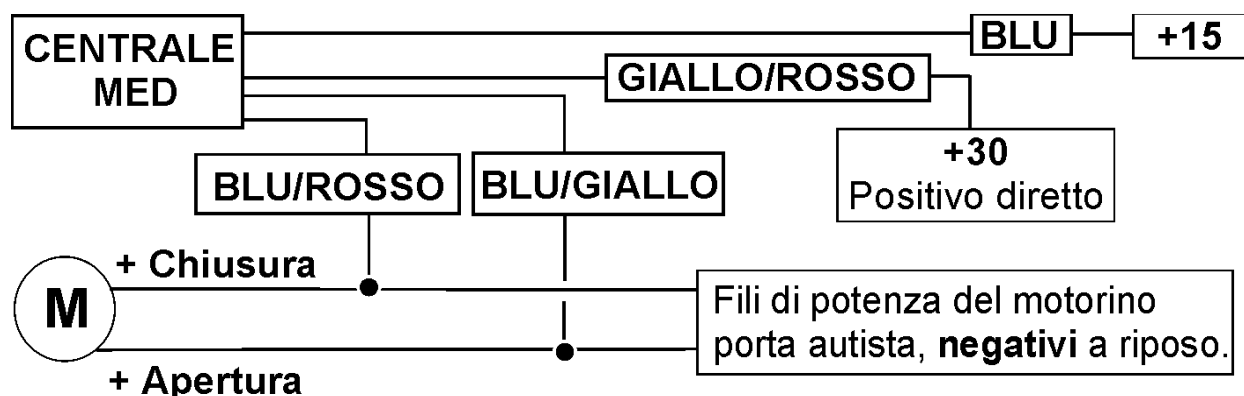 CENTRALE
MED
BLU
+15
GIALLO/ROSSO
+30
Positivo diretto
BLU/ROSSO
BLU/GIALLO
+ Chiusura
M
Fili di potenza del motorino
porta autista, negativi a riposo.
+ Apertura